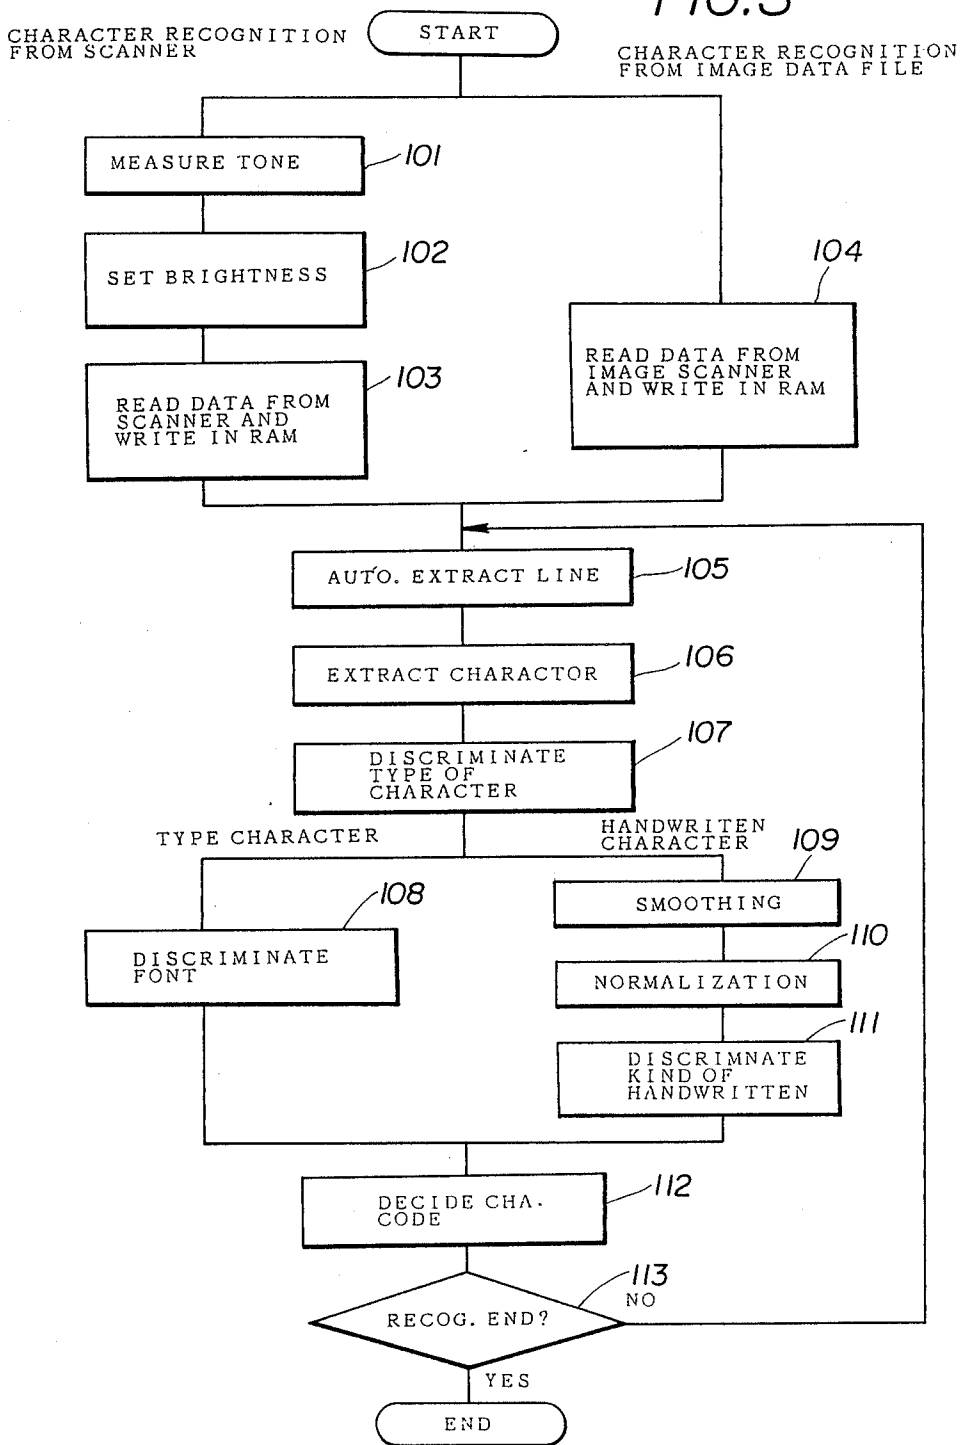 FIG.3
CHARACTER RECOGNITION
FROM SCANNER
START
CHARACTER RECOGNITION
FROM IMAGE DATA FILE
MEASURE TONE
101
SET BRIGHTNESS
102
104
READ DATA FROM
SCANNER AND
WRITE IN RAM
103
READ DATA FROM
IMAGE SCANNER
AND WRITE IN RAM
AUTO. EXTRACT LINE
105
EXTRACT CHARACTOR
106
DISCRIMINATE
TYPE OF
CHARACTER
107
TYPE CHARACTER
HANDWRITEN
CHARACTER
109
SMOOTHING
108
DISCRIMINATE
FONT
110
NORMALIZATION
111
DISCRIMNATE
KIND OF
HANDWRITTEN
DECIDE CHA.
CODE
112
RECOG. END?
113
NO
YES
END